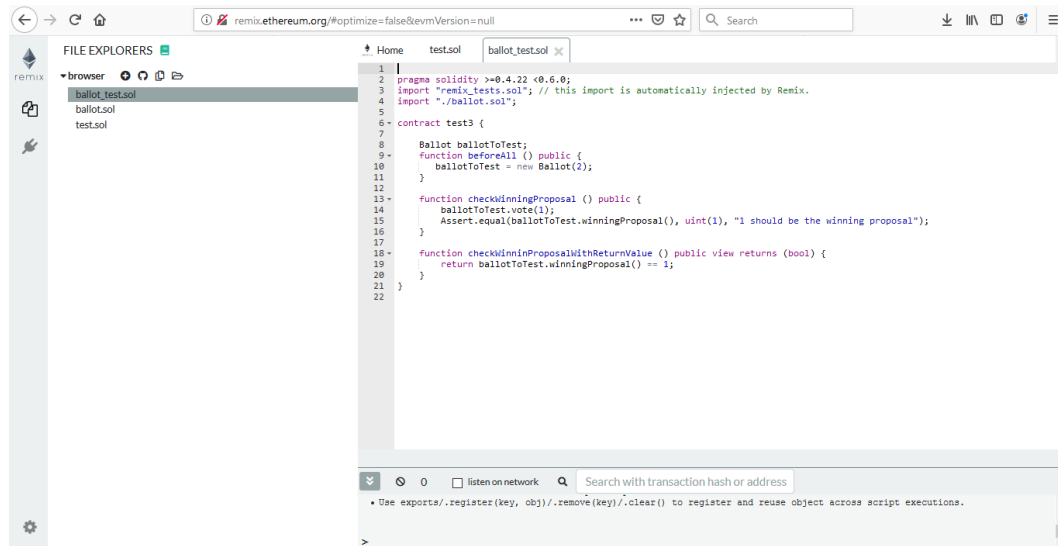 remix.ethereum.org/#optimize=false&evmVersion=null
Search
remix
FILE EXPLORERS
browser
ballot_test.sol
ballot.sol
test.sol
Home test.sol ballot_test.sol
1
2 pragma solidity >=0.4.22 <0.6.0;
3 import "remix_tests.sol"; // this import is automatically injected by Remix.
4 import "./ballot.sol";
5
6 contract test3 {
7
8 Ballot ballotToTest;
9 function beforeAll () public {
10 ballotToTest = new Ballot(2);
11 }
12
13 function checkWinningProposal () public {
14 ballotToTest.vote(1);
15 Assert.equal(ballotToTest.winningProposal(), uint(1), "1 should be the winning proposal");
16 }
17
18 function checkWinninProposalWithReturnValue () public view returns (bool) {
19 return ballotToTest.winningProposal() == 1;
20 }
21 }
22
0 listen on network Search with transaction hash or address
• Use exports/.register(key, obj)/.remove(key)/.clear() to register and reuse object across script executions.
>